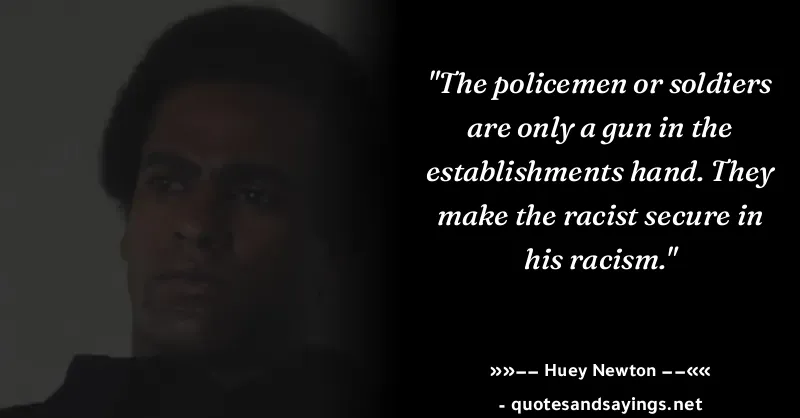 "The policemen or soldiers
are only a gun in the
establishments hand. They
make the racist secure in
his racism."
»»−− Huey Newton −−««
- quotesandsayings.net